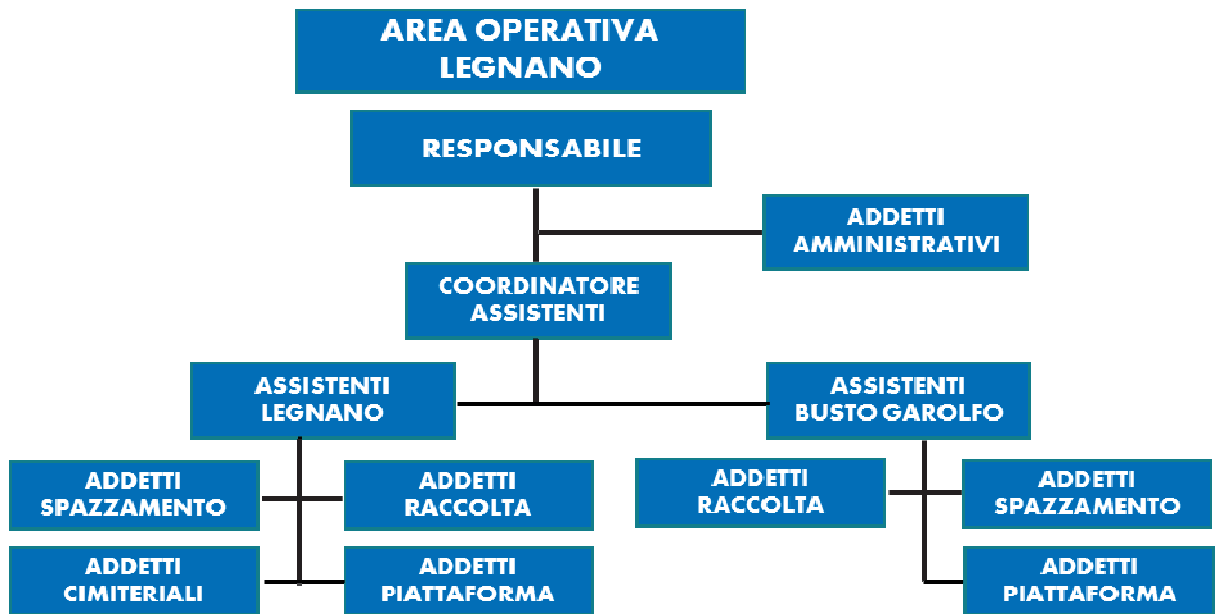 AREA OPERATIVA
LEGNANO
RESPONSABILE
ADDETTI
AMMINISTRATIVI
COORDINATORE
ASSISTENTI
ASSISTENTI
LEGNANO
ASSISTENTI
BUSTO GAROLFO
ADDETTI
SPAZZAMENTO
ADDETTI
RACCOLTA
ADDETTI
RACCOLTA
ADDETTI
SPAZZAMENTO
ADDETTI
CIMITERIALI
ADDETTI
PIATTAFORMA
ADDETTI
PIATTAFORMA